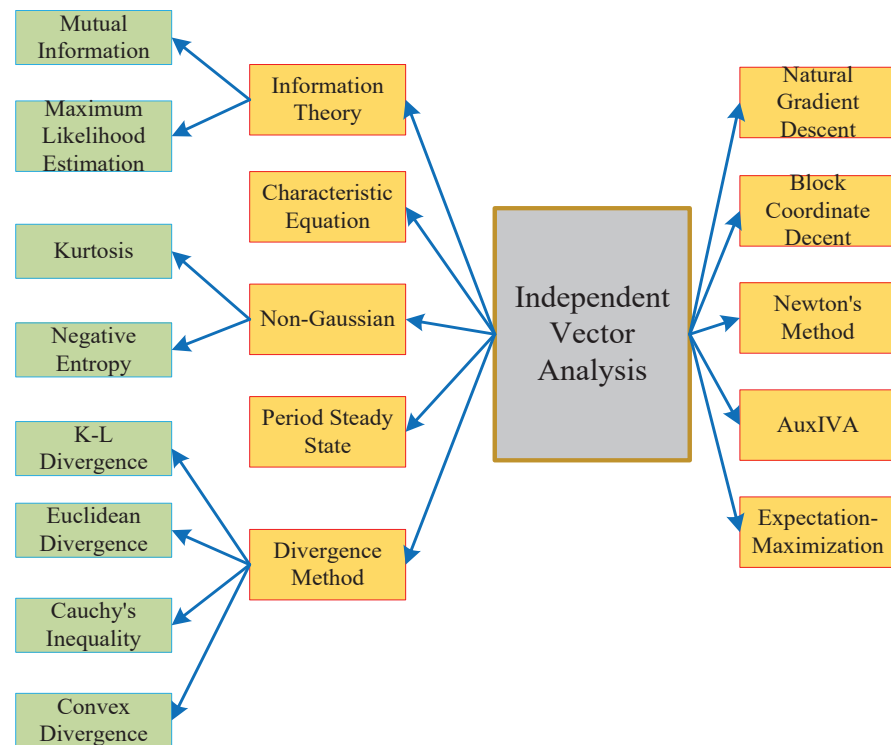 Mutual
Information
Maximum
Likelihood
Estimation
Kurtosis
Negative
Entropy
K-L
Divergence
Euclidean
Divergence
Cauchy's
Inequality
Convex
Divergence
Information
Theory
Characteristic
Equation
Non-Gaussian
Period Steady
State
Divergence
Method
Independent
Vector
Analysis
Natural
Gradient
Descent
Block
Coordinate
Decent
Newton's
Method
AuxIVA
Expectation-
Maximization